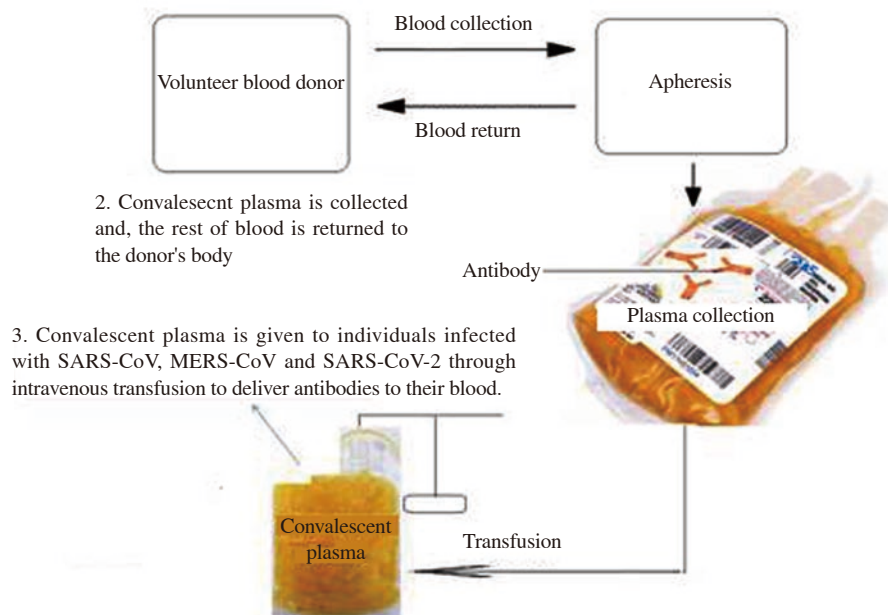 Blood collection
Volunteer blood donor
Apheresis
Blood return
2. Convalesecnt plasma is collected
and, the rest of blood is returned to
the donor's body
Antibody
Plasma collection
3. Convalescent plasma is given to individuals infected
with SARS-CoV, MERS-CoV and SARS-CoV-2 through
intravenous transfusion to deliver antibodies to their blood.
Convalescent
plasma
Transfusion